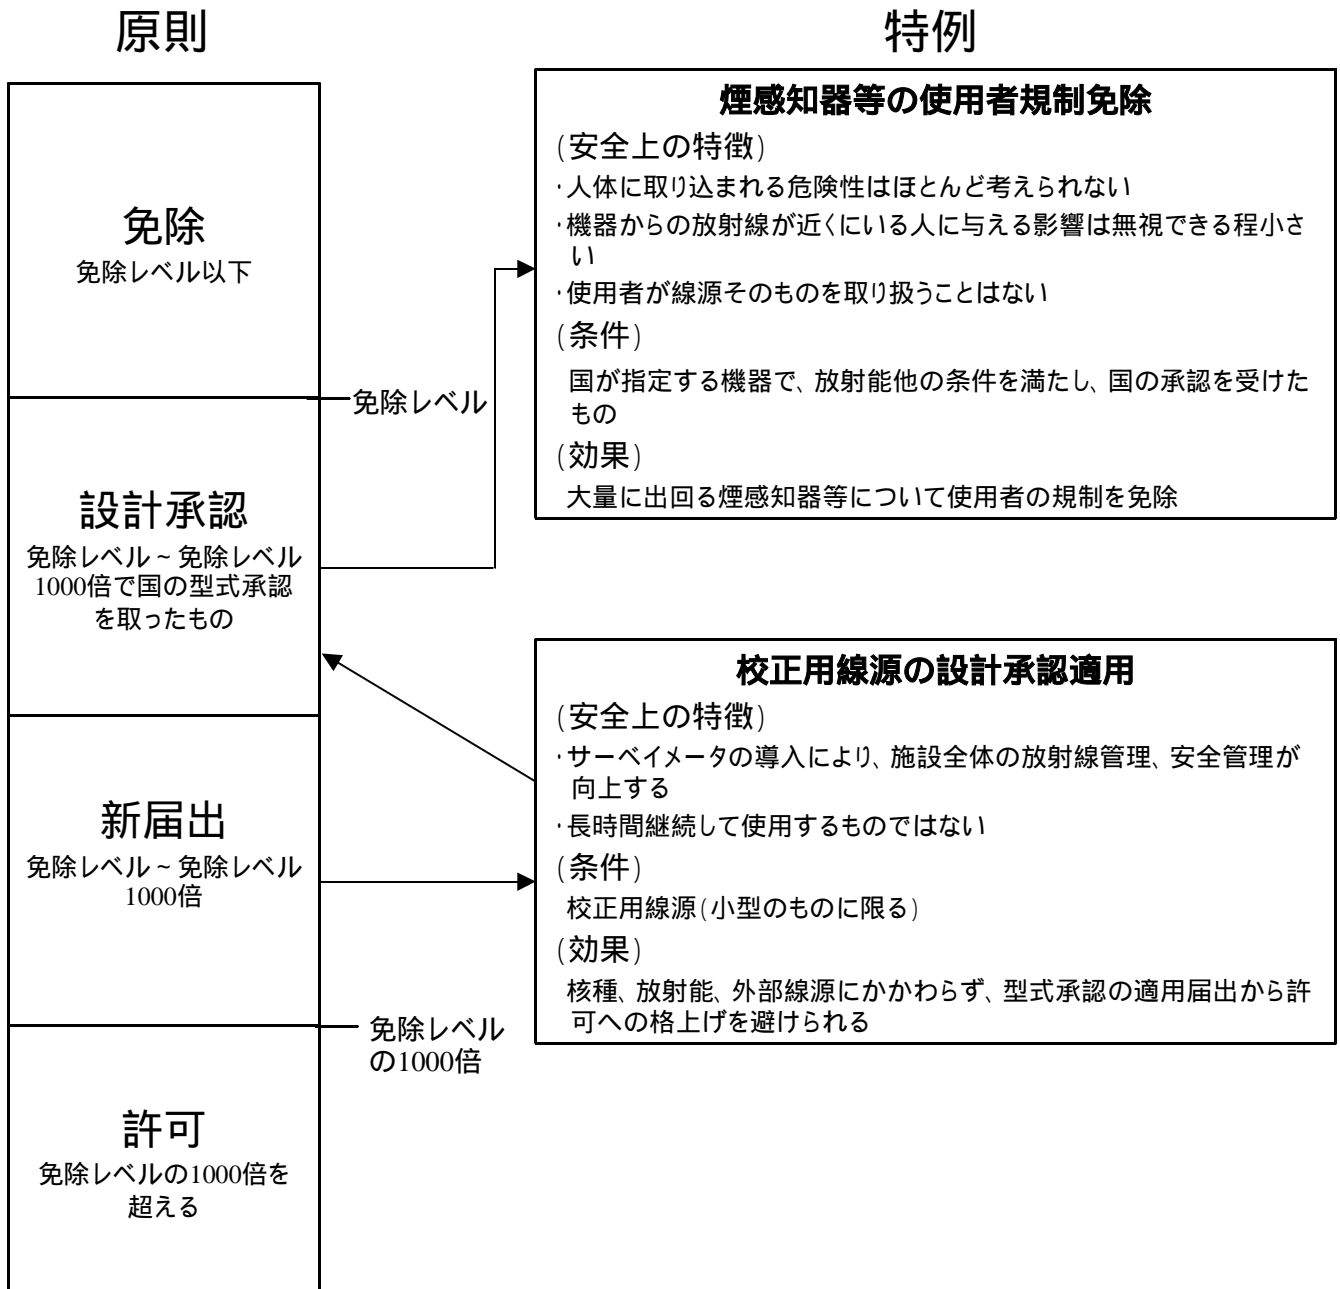 原則
特例
免除
免除レベル以下
免除レベル
設計承認
免除レベル～免除レベル
1000倍で国の型式承認
を取ったもの
新届出
免除レベル～免除レベル
1000倍
免除レベル
の1000倍
許可
免除レベルの1000倍を
超える
煙感知器等の使用者規制免除
(安全上の特徴)
・人体に取り込まれる危険性はほとんど考えられない
・機器からの放射線が近くにいる人に与える影響は無視できる程小さ
い
・使用者が線源そのものを取り扱うことはない
(条件)
国が指定する機器で、放射能他の条件を満たし、国の承認を受けた
もの
(効果)
大量に出回る煙感知器等について使用者の規制を免除
校正用線源の設計承認適用
(安全上の特徴)
・サーベイメータの導入により、施設全体の放射線管理、安全管理が
向上する
・長時間継続して使用するものではない
(条件)
校正用線源(小型のものに限る)
(効果)
核種、放射能、外部線源にかかわらず、型式承認の適用届出から許
可への格上げを避けられる